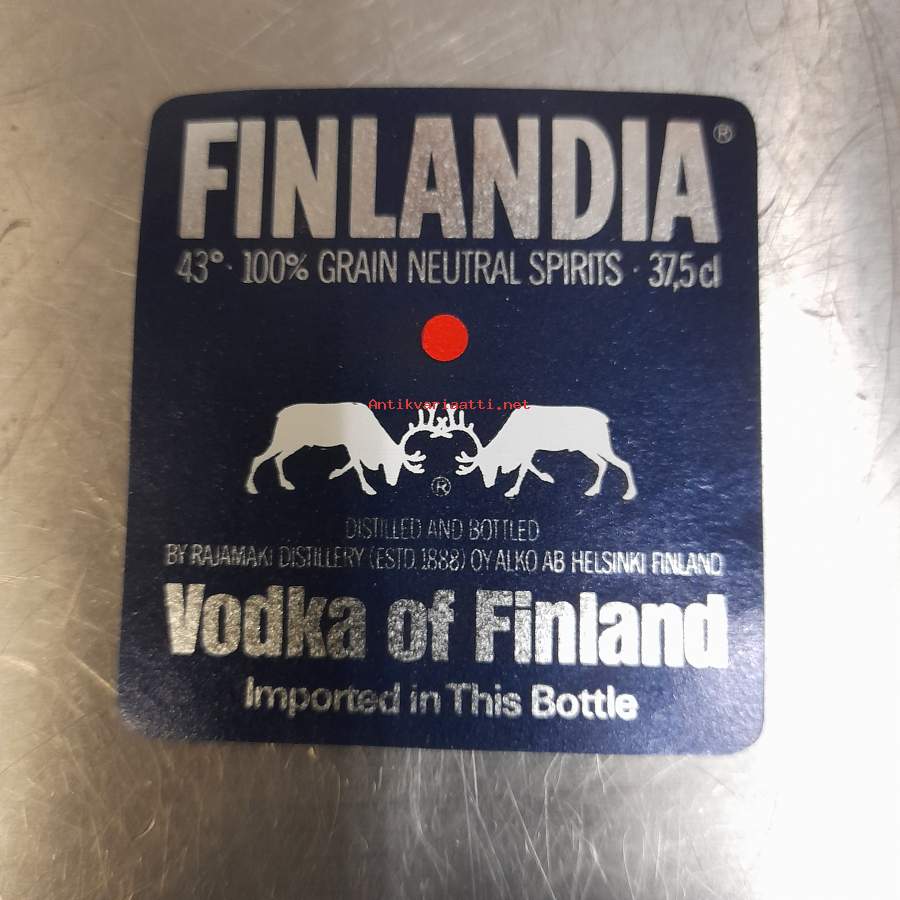 FINLANDIA®
43° · 100% GRAIN NEUTRAL SPIRITS · 37,5 cl
Antikvariaatti.net
®
DISTILLED AND BOTTLED
BY RAJAMAKI DISTILLERY (ESTD. 1888) OY ALKO AB HELSINKI FINLAND
Vodka of Finland
Imported in This Bottle